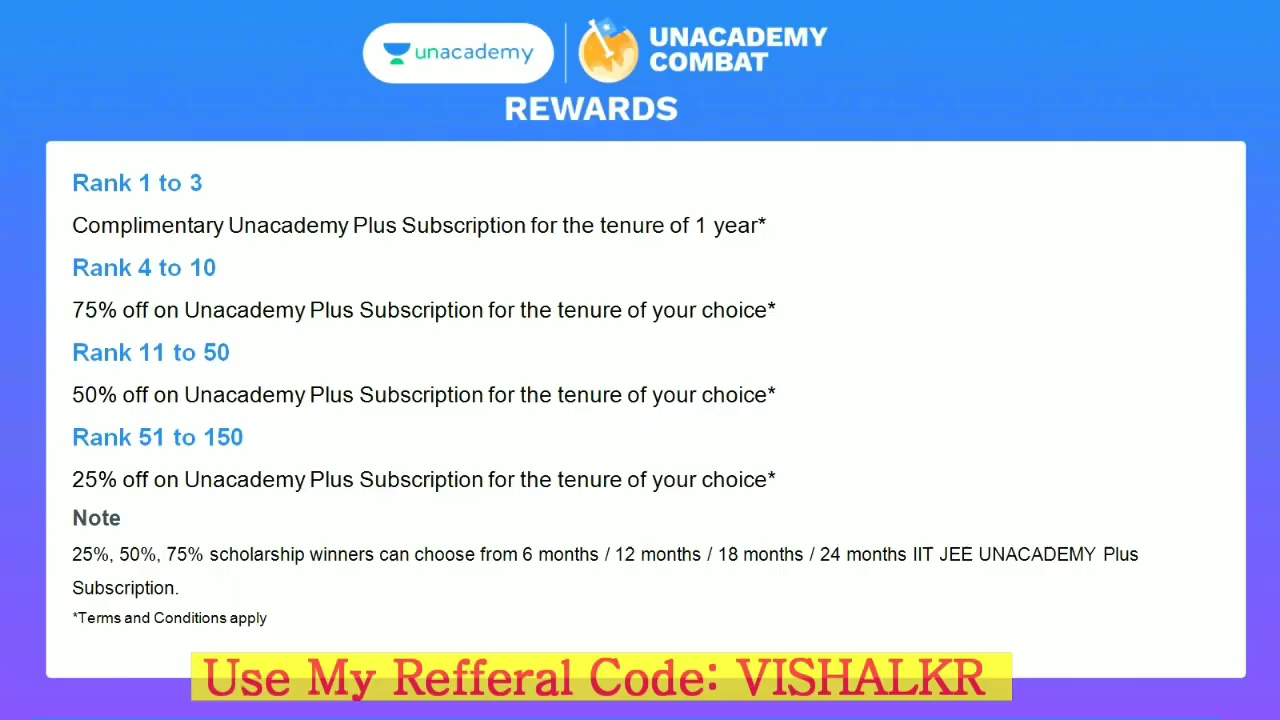 unacademy
UNACADEMY
COMBAT
REWARDS
Rank 1 to 3
Complimentary Unacademy Plus Subscription for the tenure of 1 year*
Rank 4 to 10
75% off on Unacademy Plus Subscription for the tenure of your choice*
Rank 11 to 50
50% off on Unacademy Plus Subscription for the tenure of your choice*
Rank 51 to 150
25% off on Unacademy Plus Subscription for the tenure of your choice*
Note
25%, 50%, 75% scholarship winners can choose from 6 months / 12 months / 18 months / 24 months IIT JEE UNACADEMY Plus
Subscription.
*Terms and Conditions apply
Use My Refferal Code: VISHALKR